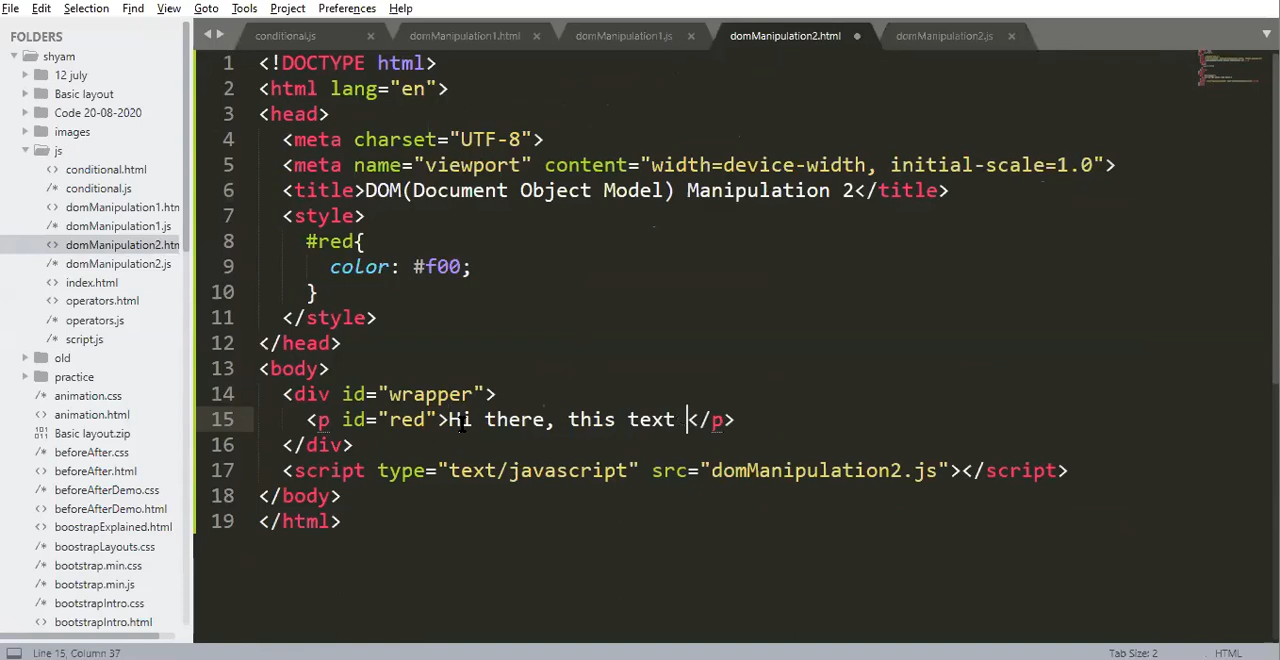 File Edit Selection Find View Goto Tools Project Preferences Help
FOLDERS
shyam
12 july
Basic layout
Code 20-08-2020
images
js
conditional.html
conditional.js
domManipulation1.htn
domManipulation1.js
domManipulation2.htn
domManipulation2.js
index.html
operators.html
operators.js
script.js
old
practice
animation.css
animation.html
Basic layout.zip
beforeAfter.css
beforeAfter.html
beforeAfterDemo.css
beforeAfterDemo.html
boostrapExplained.html
boostrapLayouts.css
bootstrap.min.css
bootstrap.min.js
bootstrapIntro.css
bootstrapIntro.html
conditional.js × domManipulation1.html × domManipulation1.js × domManipulation2.html domManipulation2.js ×
1 <!DOCTYPE html>
2 <html lang="en">
3 <head>
4 <meta charset="UTF-8">
5 <meta name="viewport" content="width=device-width, initial-scale=1.0">
6 <title>DOM(Document Object Model) Manipulation 2</title>
7 <style>
8 #red{
9 color: #f00;
10 }
11 </style>
12 </head>
13 <body>
14 <div id="wrapper">
15 <p id="red">Hi there, this text </p>
16 </div>
17 <script type="text/javascript" src="domManipulation2.js"></script>
18 </body>
19 </html>
Line 15, Column 37
Tab Size: 2
HTML